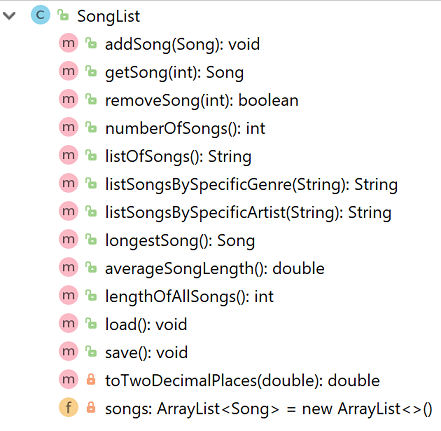 SongList
addSong(Song): void
getSong(int): Song
removeSong(int): boolean
numberOfSongs(): int
listOfSongs(): String
listSongsBySpecificGenre(String): String
listSongsBySpecificArtist(String): String
longestSong(): Song
averageSongLength(): double
lengthOfAllSongs(): int
load(): void
save(): void
toTwoDecimalPlaces(double): double
songs: ArrayList<Song> = new ArrayList<>()